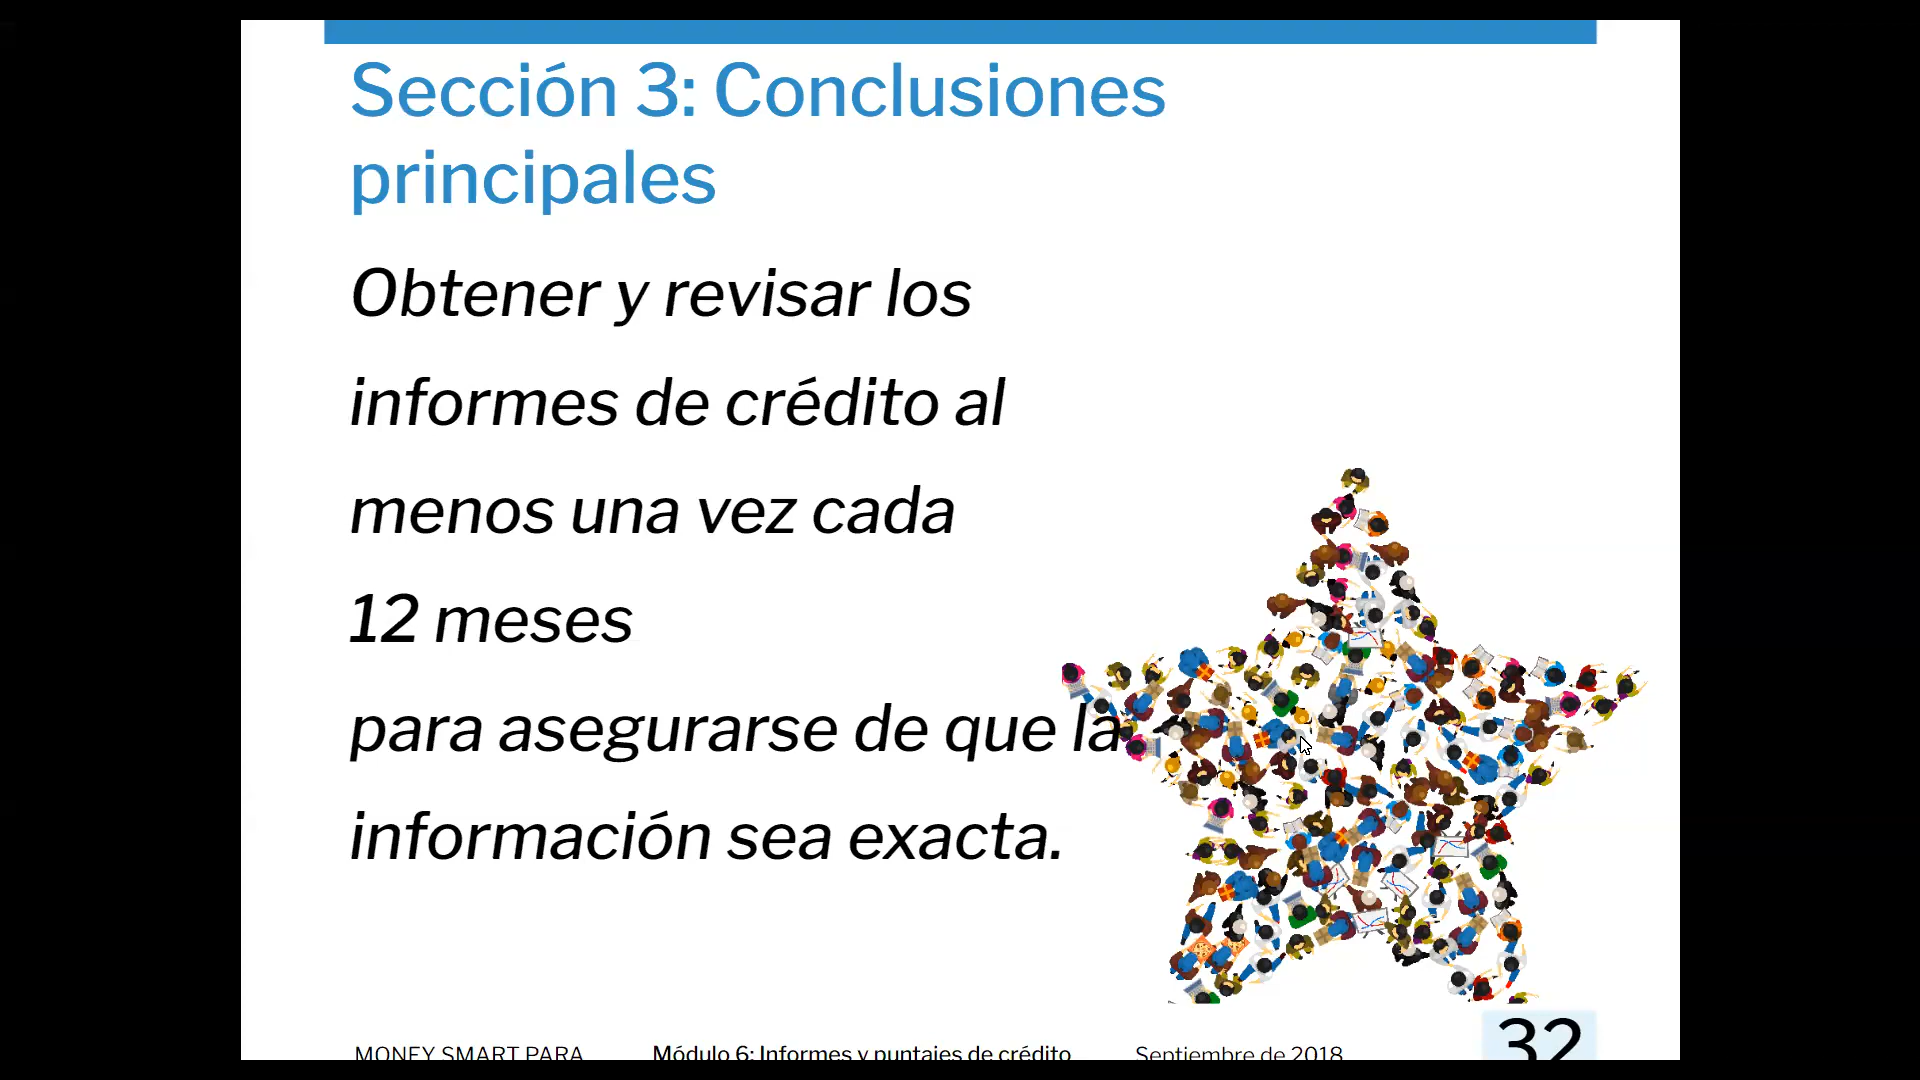 Sección 3: Conclusiones
principales
Obtener y revisar los
informes de crédito al
menos una vez cada
12 meses
para asegurarse de que la
información sea exacta.
MONEY SMART PARA
Módulo 6: Informes y puntajes de crédito
Septiembre de 2018
32